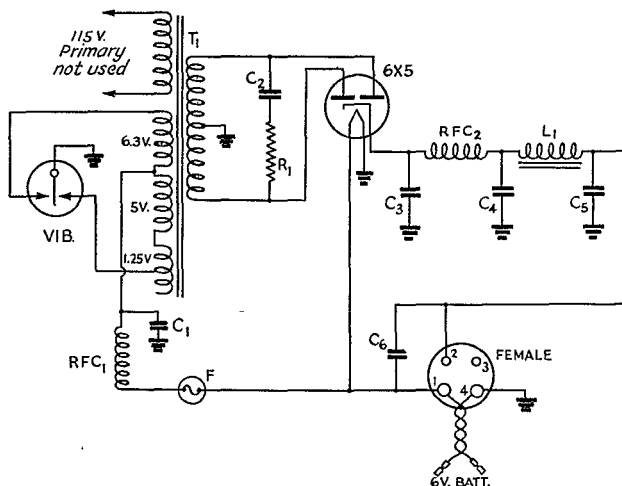 115 V.
Primary
not used
T1
C2
6X5
6.3V.
R1
RFC2
L1
VIB.
5V.
C3
C4
C5
1.25V
C1
RFC1
F
C6
FEMALE
2
3
1
4
6V. BATT.